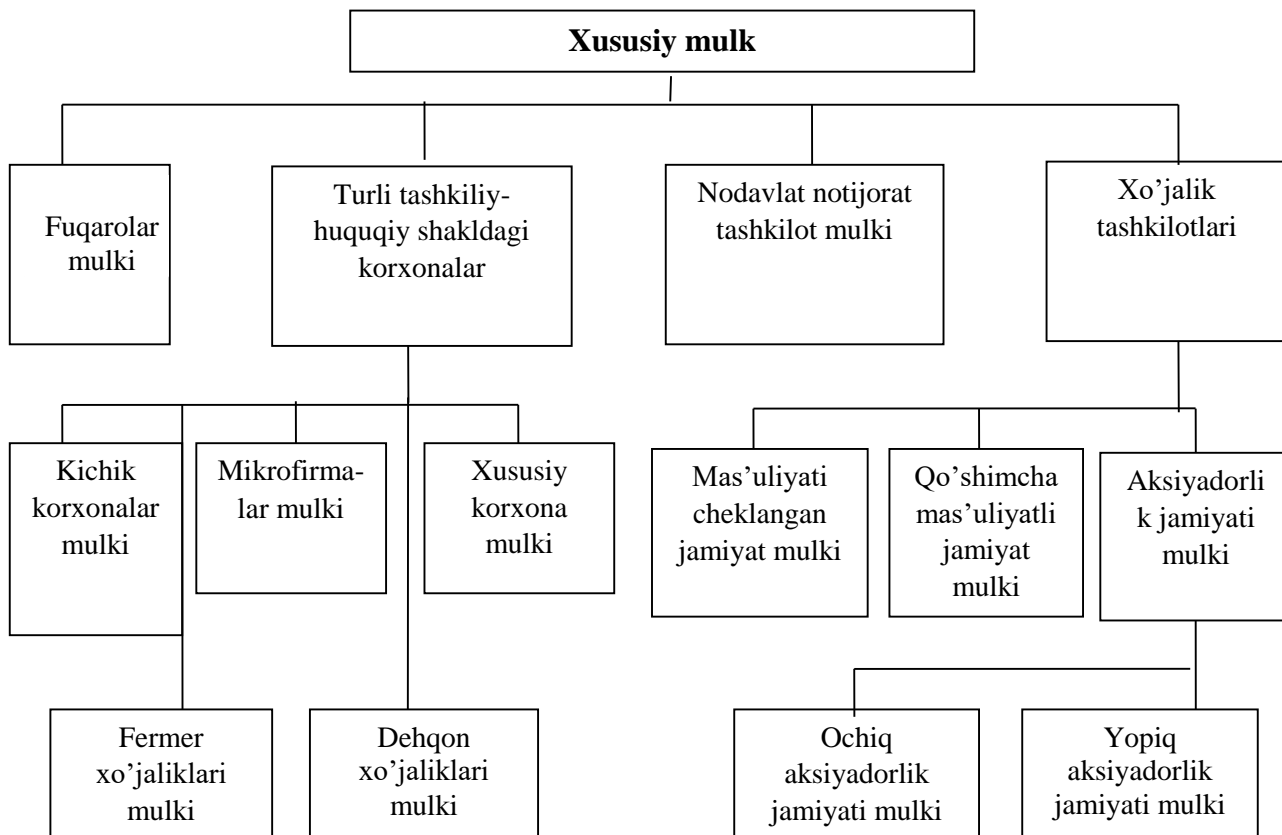 Xususiy mulk
Fuqarolar
mulki
Turli tashkiliy-
huquqiy shakldagi
korxonalar
Nodavlat notijorat
tashkilot mulki
Xo’jalik
tashkilotlari
Kichik
korxonalar
mulki
Mikrofirma-
lar mulki
Xususiy
korxona
mulki
Mas’uliyati
cheklangan
jamiyat mulki
Qo’shimcha
mas’uliyatli
jamiyat
mulki
Aksiyadorli
k jamiyati
mulki
Fermer
xo’jaliklari
mulki
Dehqon
xo’jaliklari
mulki
Ochiq
aksiyadorlik
jamiyati mulki
Yopiq
aksiyadorlik
jamiyati mulki